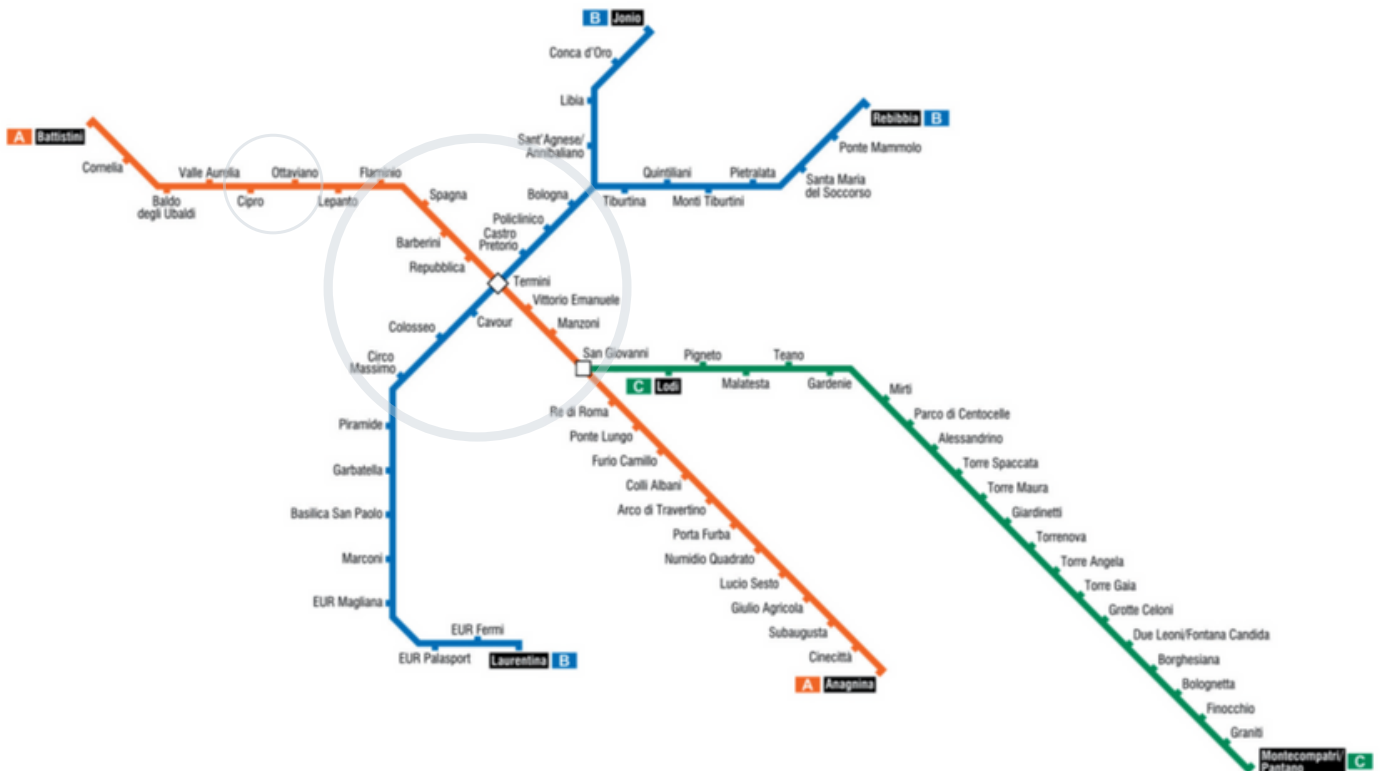 B Jonio
Conca d'Oro
Libia
Sant'Agnese/
Annibaliano
A Battistini
Cornelia
Baldo
degli Ubaldi
Valle Aurelia
Cipro
Ottaviano
Lepanto
Flaminio
Spagna
Barberini
Repubblica
Termini
Vittorio Emanuele
Manzoni
San Giovanni
Re di Roma
Ponte Lungo
Furio Camillo
Colli Albani
Arco di Travertino
Porta Furba
Numidio Quadrato
Lucio Sesto
Giulio Agricola
Subaugusta
Cinecittà
A Anagnina
Rebibbia B
Ponte Mammolo
Santa Maria
del Soccorso
Pietralata
Monti Tiburtini
Quintiliani
Tiburtina
Bologna
Policlinico
Castro
Pretorio
Cavour
Colosseo
Circo
Massimo
Piramide
Garbatella
Basilica San Paolo
Marconi
EUR Magliana
EUR Palasport
EUR Fermi
Laurentina B
C Lodi
Pigneto
Malatesta
Teano
Gardenie
Mirti
Parco di Centocelle
Alessandrino
Torre Spaccata
Torre Maura
Giardinetti
Torrenova
Torre Angela
Torre Gaia
Grotte Celoni
Due Leoni/Fontana Candida
Borghesiana
Bolognetta
Finocchio
Graniti
Montecompatri/
Pantano C